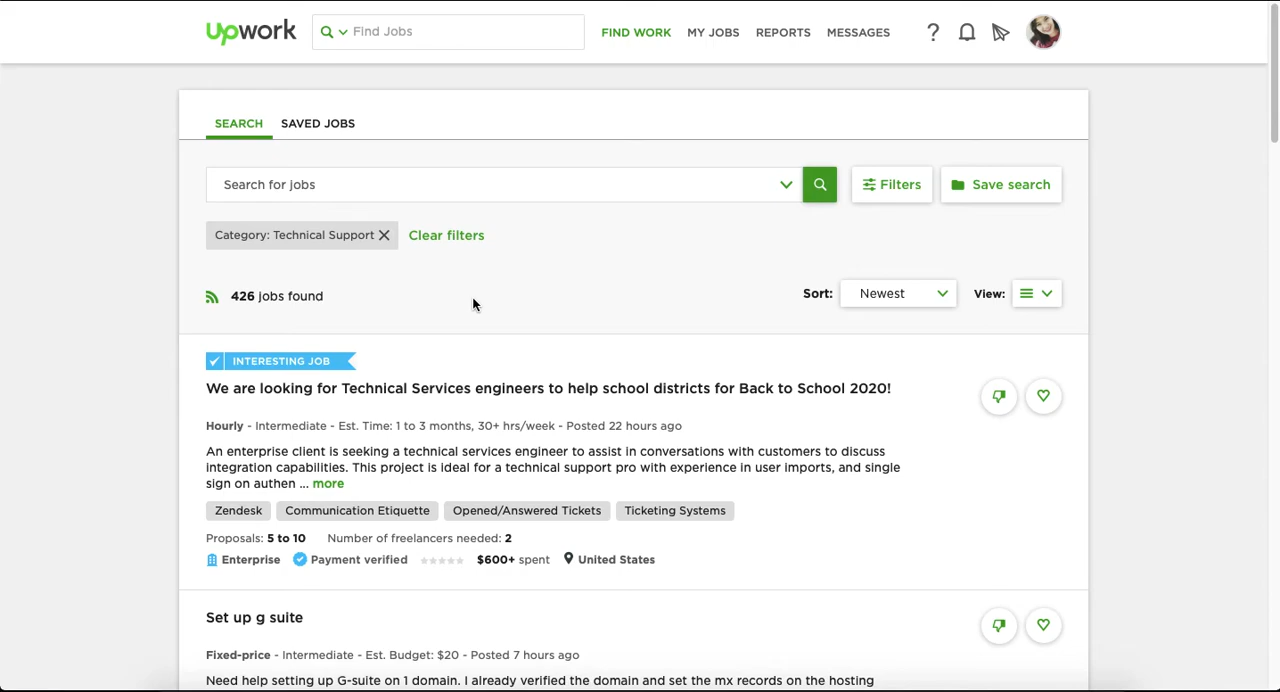 upwork
Find Jobs
FIND WORK MY JOBS REPORTS MESSAGES ?
SEARCH SAVED JOBS
Search for jobs
Filters
Save search
Category: Technical Support
Clear filters
426 jobs found
Sort: Newest
View:
INTERESTING JOB
We are looking for Technical Services engineers to help school districts for Back to School 2020!
Hourly - Intermediate - Est. Time: 1 to 3 months, 30+ hrs/week - Posted 22 hours ago
An enterprise client is seeking a technical services engineer to assist in conversations with customers to discuss
integration capabilities. This project is ideal for a technical support pro with experience in user imports, and single
sign on authen ... more
Zendesk Communication Etiquette Opened/Answered Tickets Ticketing Systems
Proposals: 5 to 10 Number of freelancers needed: 2
Enterprise Payment verified $600+ spent United States
Set up g suite
Fixed-price - Intermediate - Est. Budget: $20 - Posted 7 hours ago
Need help setting up G-suite on 1 domain. I already verified the domain and set the mx records on the hosting